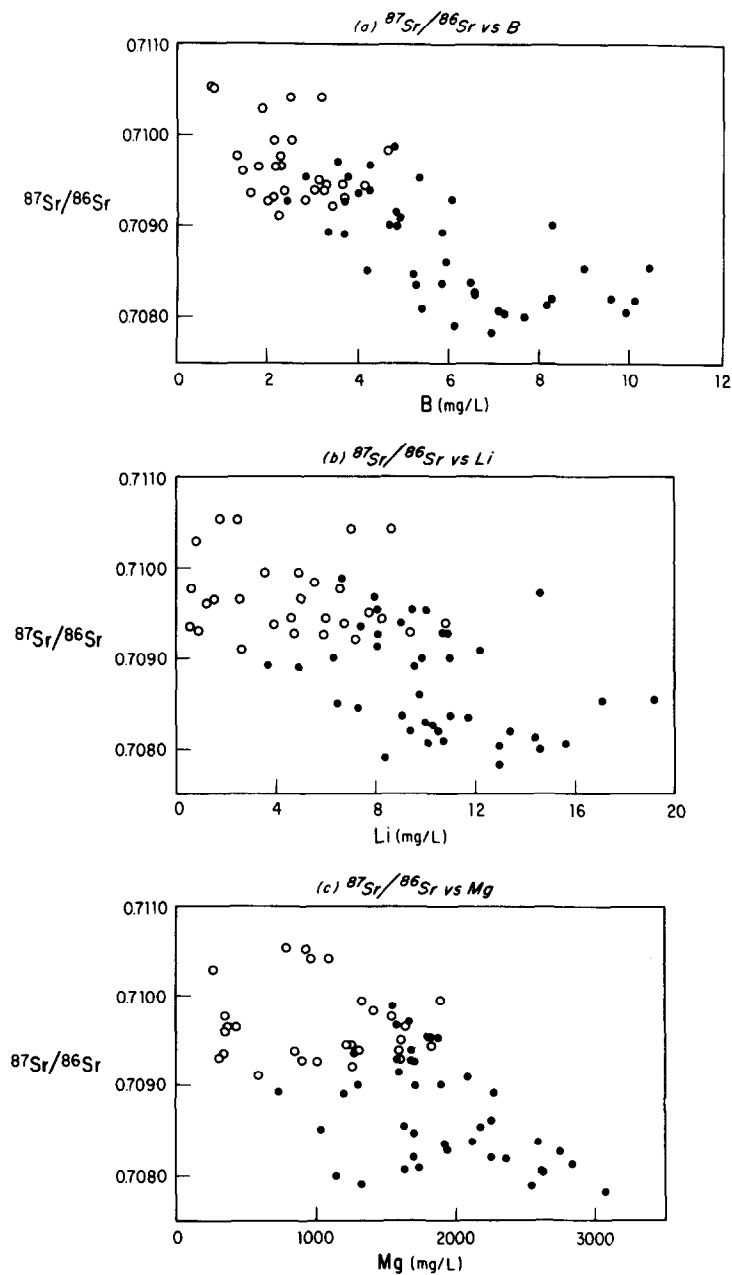 (a) ⁸⁷Sr/⁸⁶Sr vs B
0.7110
0.7100
⁸⁷Sr/⁸⁶Sr
0.7090
0.7080
0 2 4 6 8 10 12
B (mg/L)
(b) ⁸⁷Sr/⁸⁶Sr vs Li
0.7110
0.7100
⁸⁷Sr/⁸⁶Sr
0.7090
0.7080
0 4 8 12 16 20
Li (mg/L)
(c) ⁸⁷Sr/⁸⁶Sr vs Mg
0.7110
0.7100
⁸⁷Sr/⁸⁶Sr
0.7090
0.7080
0 1000 2000 3000
Mg (mg/L)